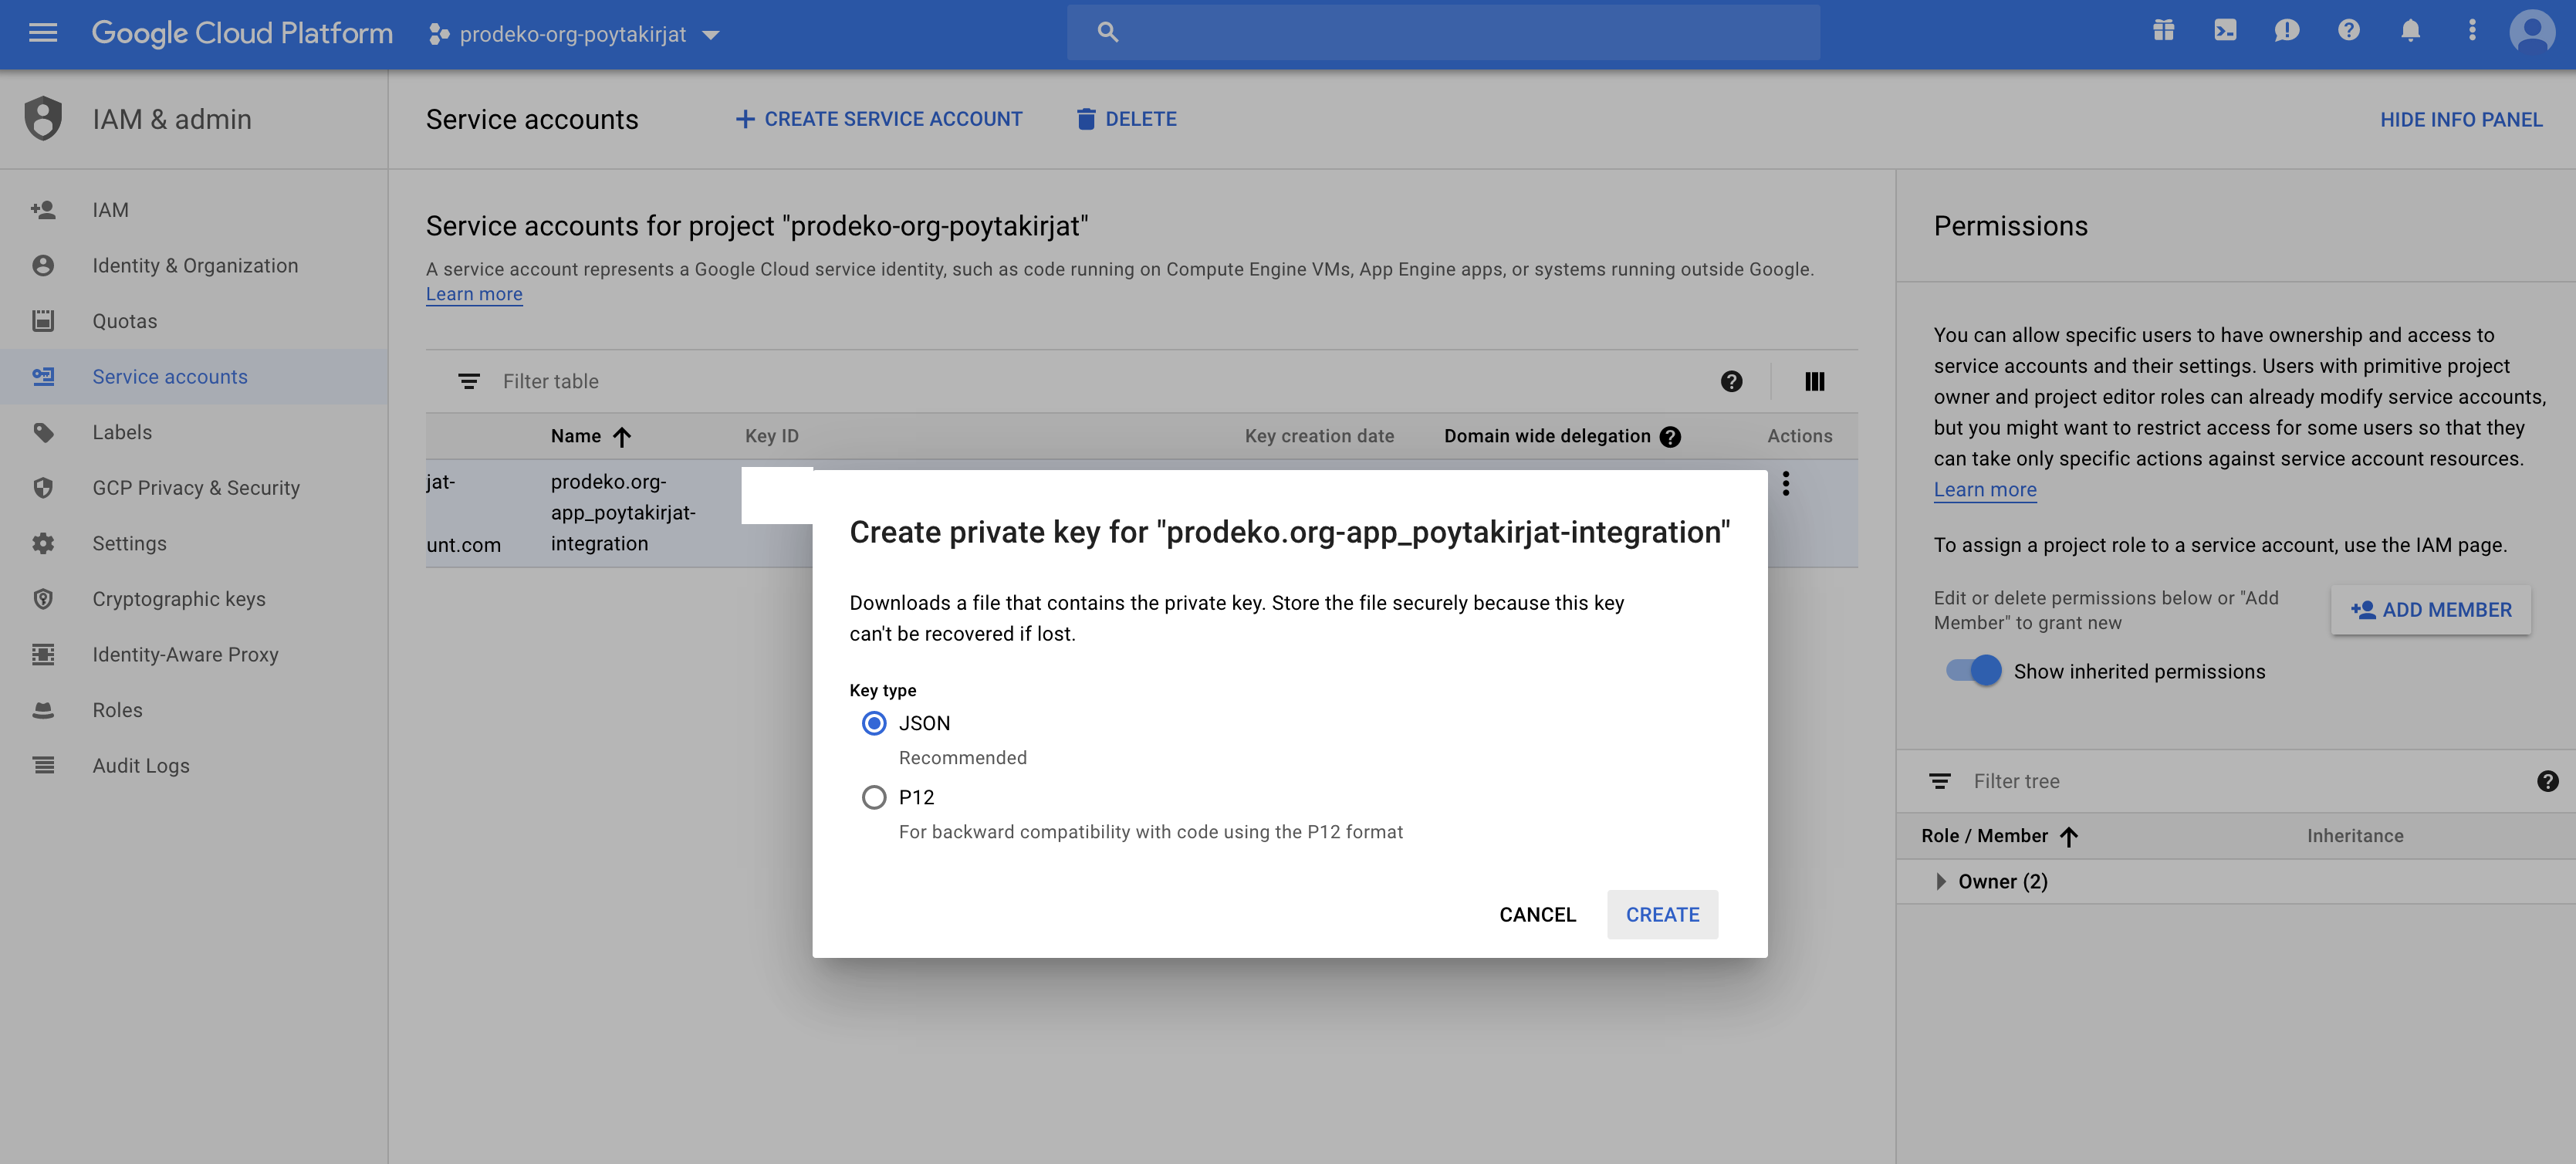 Google Cloud Platform
prodeko-org-poytakirjat
IAM & admin
Service accounts
CREATE SERVICE ACCOUNT
DELETE
HIDE INFO PANEL
IAM
Identity & Organization
Quotas
Service accounts
Labels
GCP Privacy & Security
Settings
Cryptographic keys
Identity-Aware Proxy
Roles
Audit Logs
Service accounts for project "prodeko-org-poytakirjat"
A service account represents a Google Cloud service identity, such as code running on Compute Engine VMs, App Engine apps, or systems running outside Google.
Learn more
Filter table
Name
Key ID
Key creation date
Domain wide delegation
Actions
jat-
unt.com
prodeko.org-
app_poytakirjat-
integration
Create private key for "prodeko.org-app_poytakirjat-integration"
Downloads a file that contains the private key. Store the file securely because this key
can't be recovered if lost.
Key type
JSON
Recommended
P12
For backward compatibility with code using the P12 format
CANCEL
CREATE
Permissions
You can allow specific users to have ownership and access to
service accounts and their settings. Users with primitive project
owner and project editor roles can already modify service accounts,
but you might want to restrict access for some users so that they
can take only specific actions against service account resources.
Learn more
To assign a project role to a service account, use the IAM page.
Edit or delete permissions below or "Add
Member" to grant new
ADD MEMBER
Show inherited permissions
Filter tree
Role / Member
Inheritance
Owner (2)